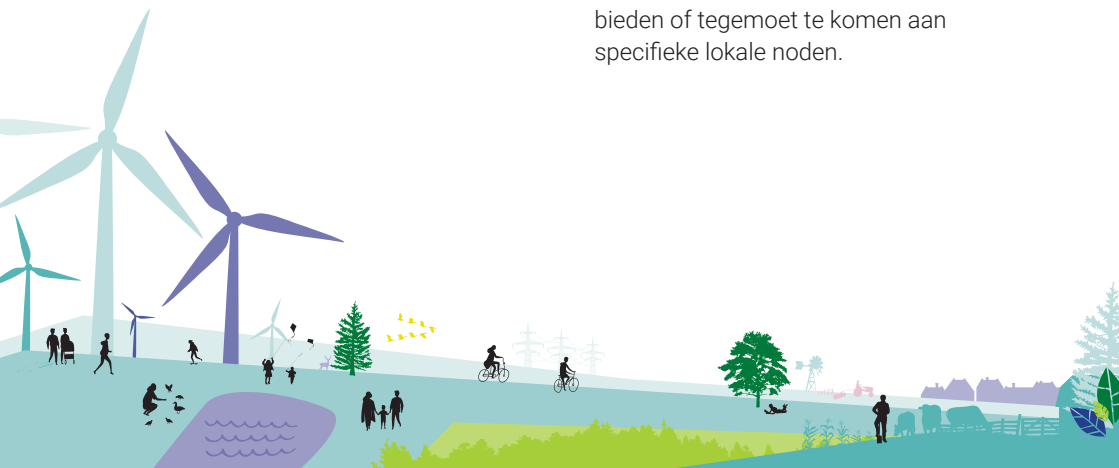 bieden of tegemoet te komen aan
specifieke lokale noden.